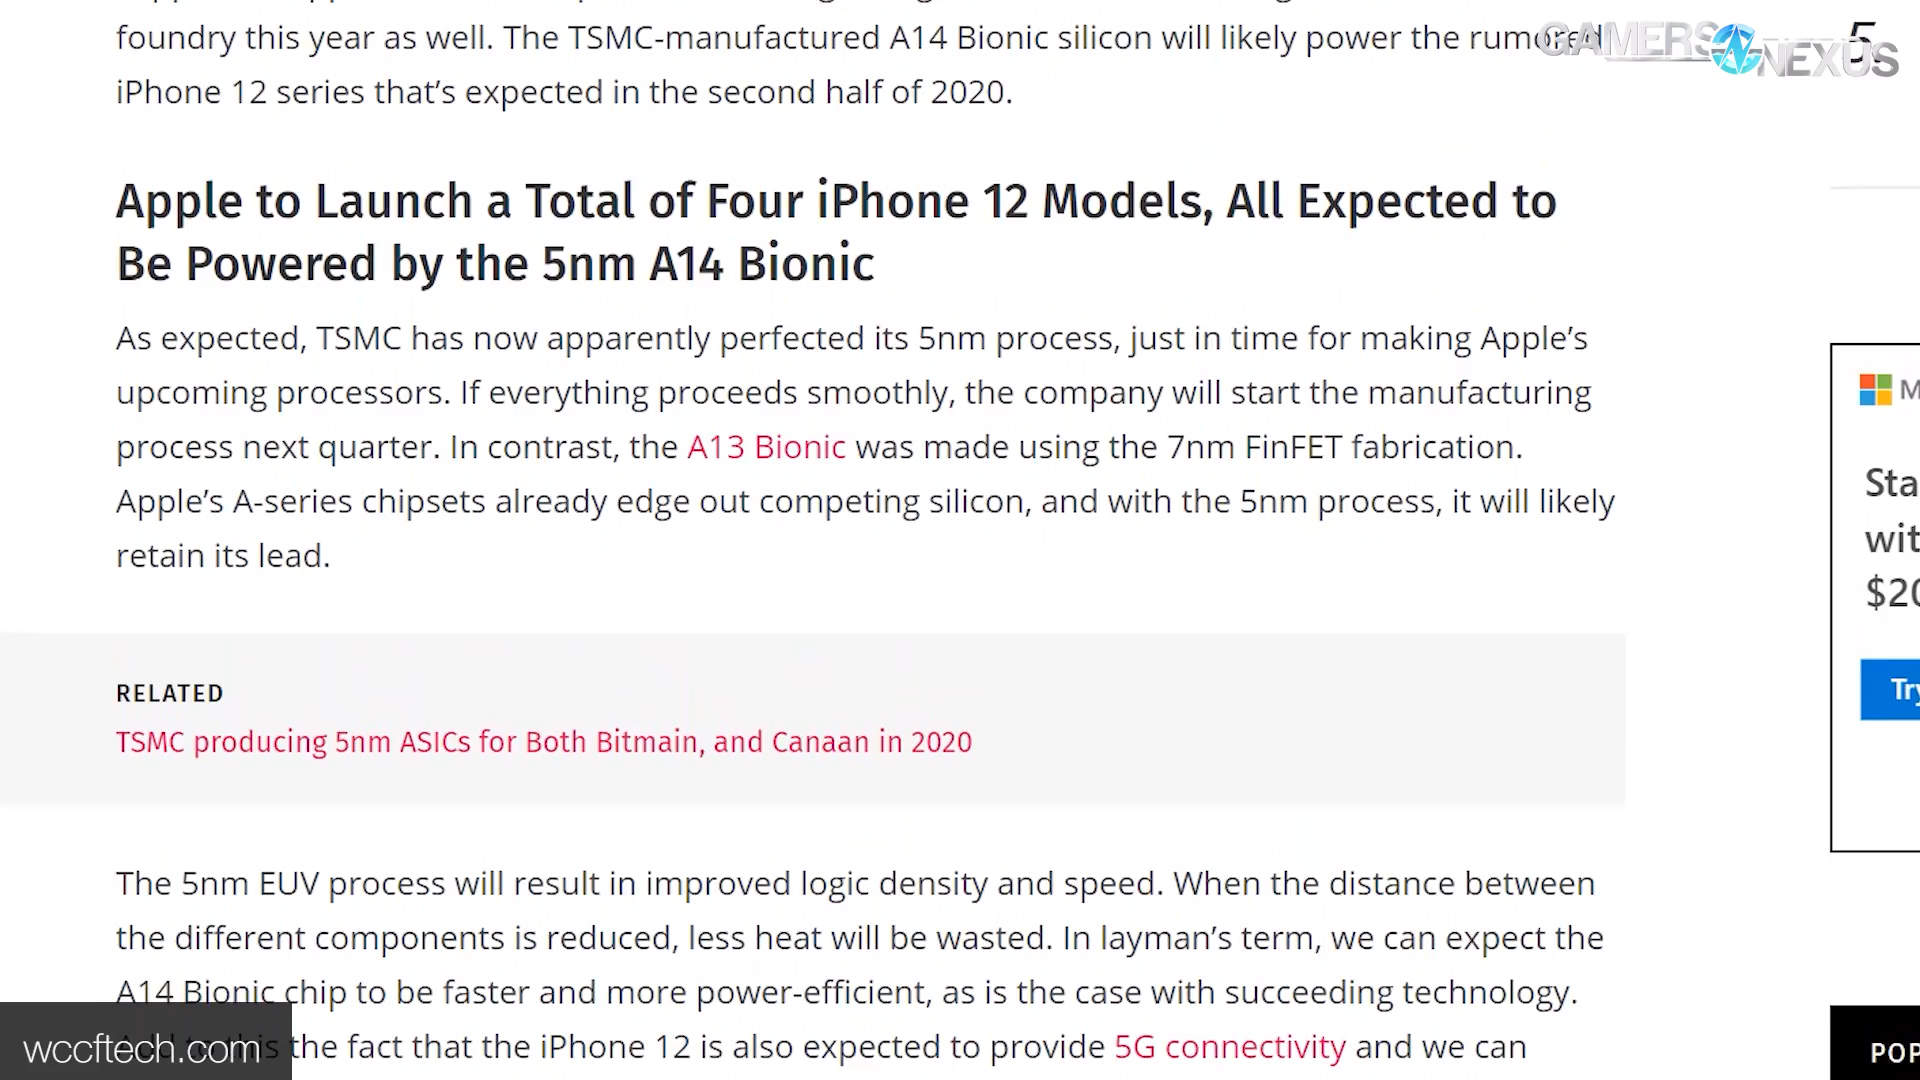 foundry this year as well. The TSMC-manufactured A14 Bionic silicon will likely power the rumored
iPhone 12 series that’s expected in the second half of 2020.
GAMERS NEXUS
5
Apple to Launch a Total of Four iPhone 12 Models, All Expected to
Be Powered by the 5nm A14 Bionic
As expected, TSMC has now apparently perfected its 5nm process, just in time for making Apple’s
upcoming processors. If everything proceeds smoothly, the company will start the manufacturing
process next quarter. In contrast, the A13 Bionic was made using the 7nm FinFET fabrication.
Apple’s A-series chipsets already edge out competing silicon, and with the 5nm process, it will likely
retain its lead.
RELATED
TSMC producing 5nm ASICs for Both Bitmain, and Canaan in 2020
The 5nm EUV process will result in improved logic density and speed. When the distance between
the different components is reduced, less heat will be wasted. In layman’s term, we can expect the
A14 Bionic chip to be faster and more power-efficient, as is the case with succeeding technology.
Add to this the fact that the iPhone 12 is also expected to provide 5G connectivity and we can
wccftech.com
M
Sta
wit
$20
Try
POP